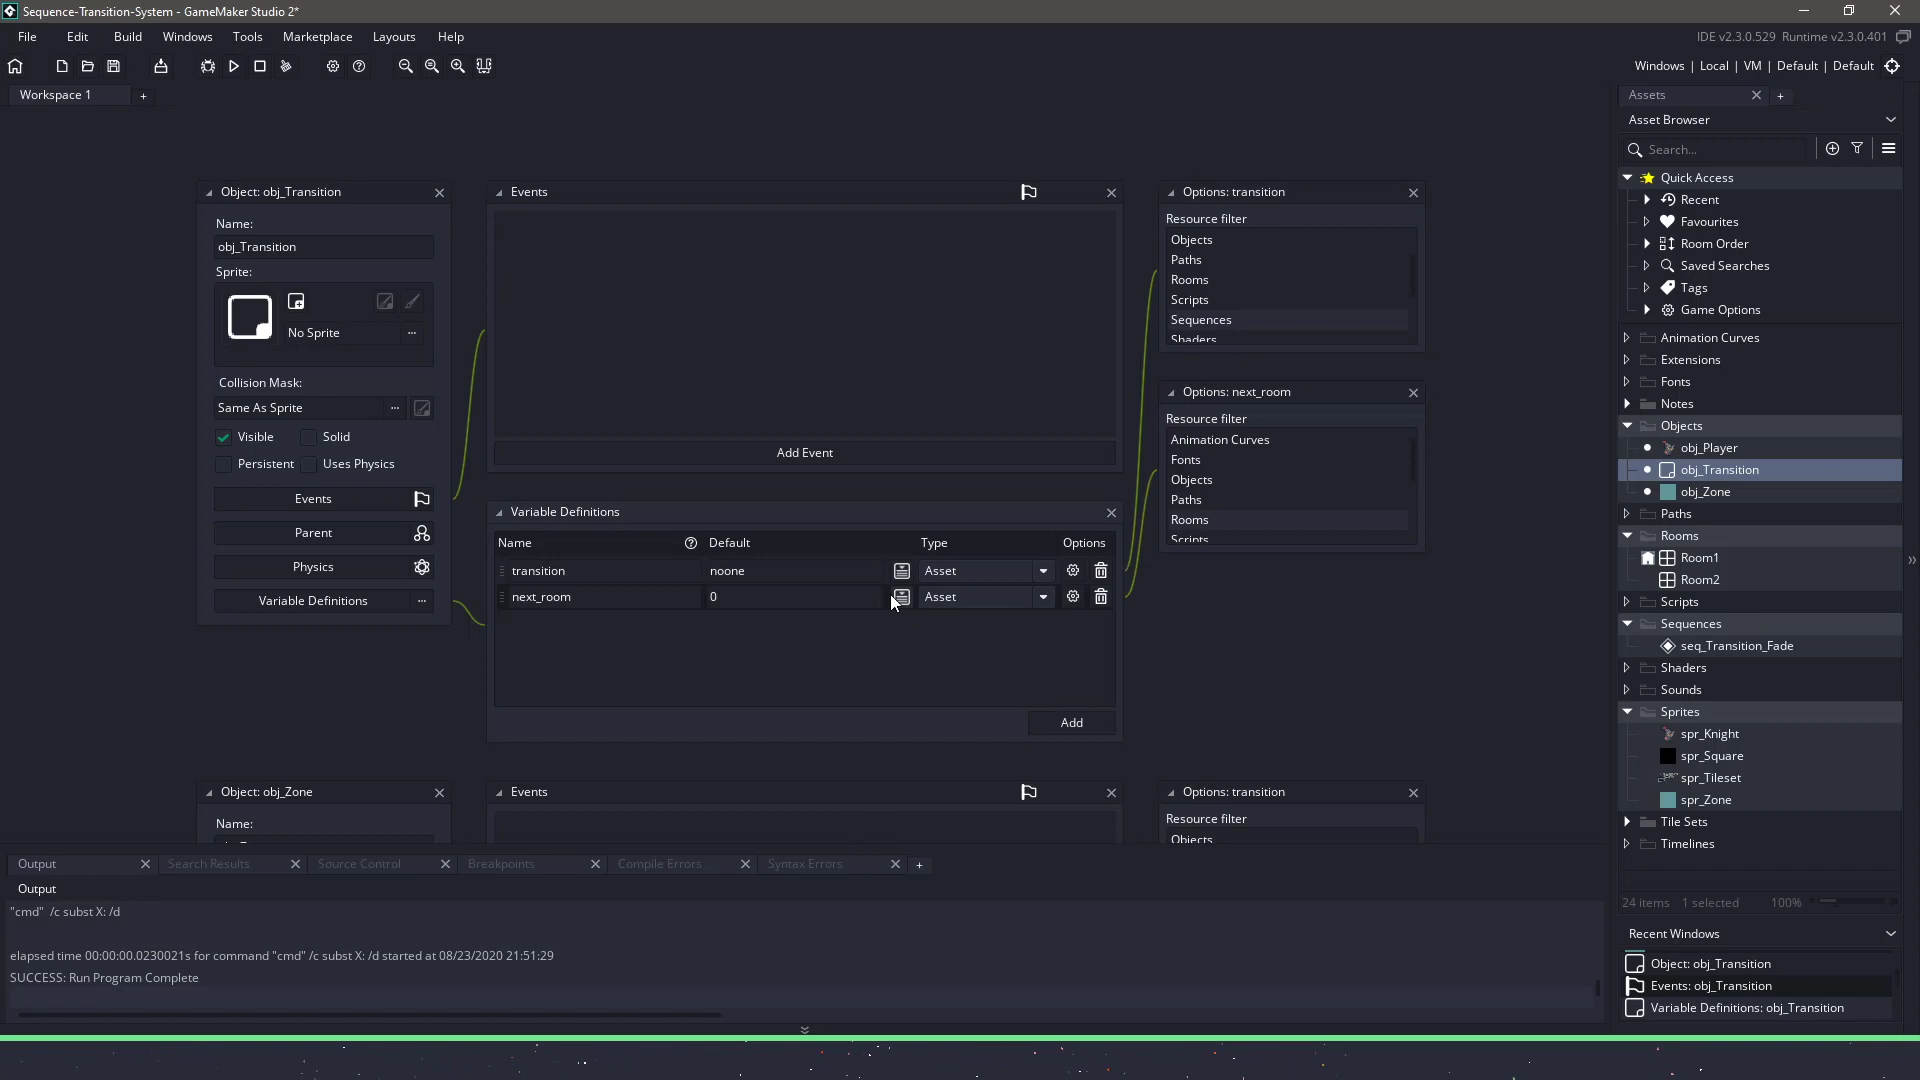 Sequence-Transition-System - GameMaker Studio 2*
File Edit Build Windows Tools Marketplace Layouts Help
IDE v2.3.0.529 Runtime v2.3.0.401
Windows | Local | VM | Default | Default
Workspace 1 +
Object: obj_Transition
Name:
obj_Transition
Sprite:
No Sprite
Collision Mask:
Same As Sprite
Visible Solid
Persistent Uses Physics
Events
Parent
Physics
Variable Definitions
Events
Add Event
Variable Definitions
Name Default Type Options
transition noone Asset
next_room 0 Asset
Add
Options: transition
Resource filter
Objects
Paths
Rooms
Scripts
Sequences
Shaders
Options: next_room
Resource filter
Animation Curves
Fonts
Objects
Paths
Rooms
Scripts
Object: obj_Zone
Name:
Events
Options: transition
Resource filter
Objects
Assets +
Asset Browser
Search...
Quick Access
Recent
Favourites
Room Order
Saved Searches
Tags
Game Options
Animation Curves
Extensions
Fonts
Notes
Objects
obj_Player
obj_Transition
obj_Zone
Paths
Rooms
Room1
Room2
Scripts
Sequences
seq_Transition_Fade
Shaders
Sounds
Sprites
spr_Knight
spr_Square
spr_Tileset
spr_Zone
Tile Sets
Timelines
24 items 1 selected 100%
Recent Windows
Object: obj_Transition
Events: obj_Transition
Variable Definitions: obj_Transition
Output Search Results Source Control Breakpoints Compile Errors Syntax Errors +
Output
"cmd" /c subst X: /d
elapsed time 00:00:00.0230021s for command "cmd" /c subst X: /d started at 08/23/2020 21:51:29
SUCCESS: Run Program Complete